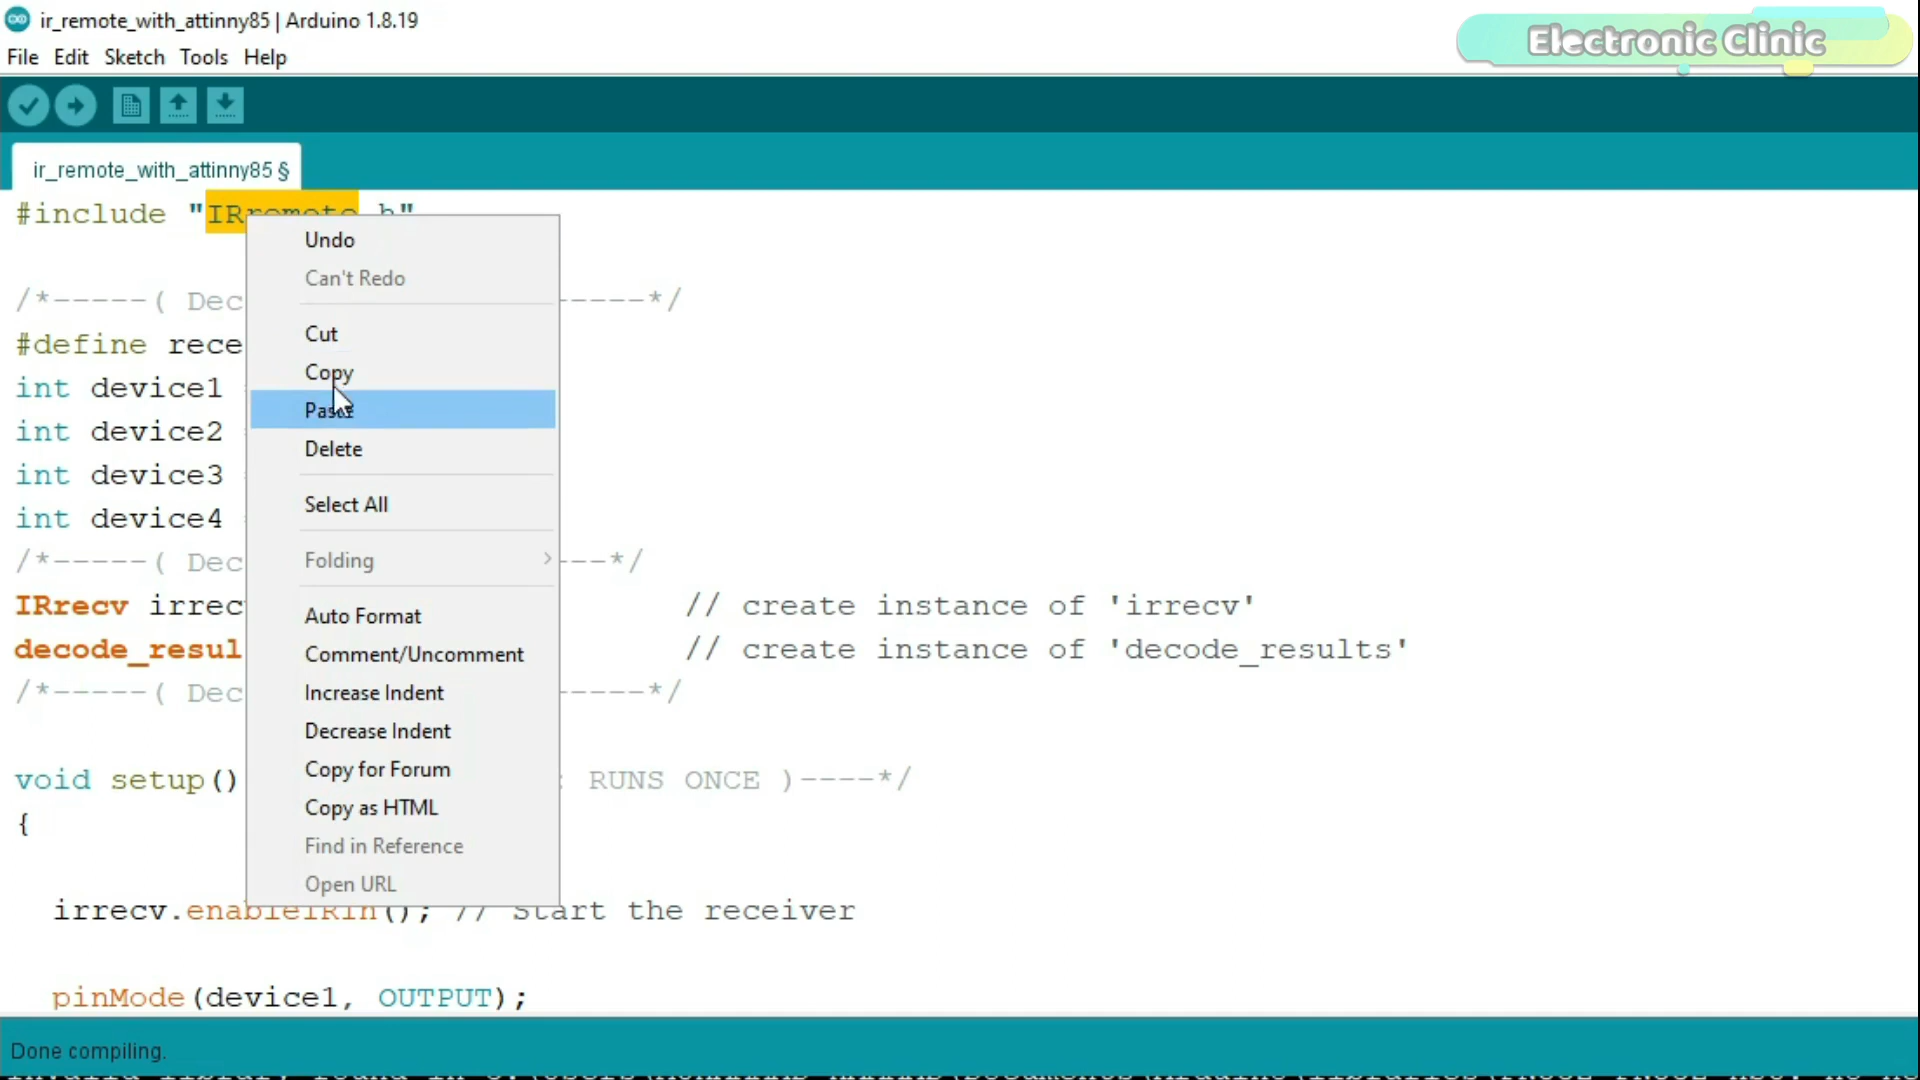 ir_remote_with_attinny85 | Arduino 1.8.19
Electronic Clinic
File Edit Sketch Tools Help
ir_remote_with_attinny85 §
#include "IRremote.h"
Undo
Can't Redo
/*-----( Dec -----*/
Cut
#define rece
Copy
int device1
Paste
int device2
Delete
int device3
Select All
int device4
Folding
/*-----( Dec ---*/
IRrecv irrecv // create instance of 'irrecv'
Auto Format
decode_resul // create instance of 'decode_results'
Comment/Uncomment
/*-----( Dec -----*/
Increase Indent
Decrease Indent
void setup() : RUNS ONCE )----*/
Copy for Forum
Copy as HTML
{
Find in Reference
Open URL
irrecv.enableIRIn(); // Start the receiver
pinMode(device1, OUTPUT);
Done compiling.